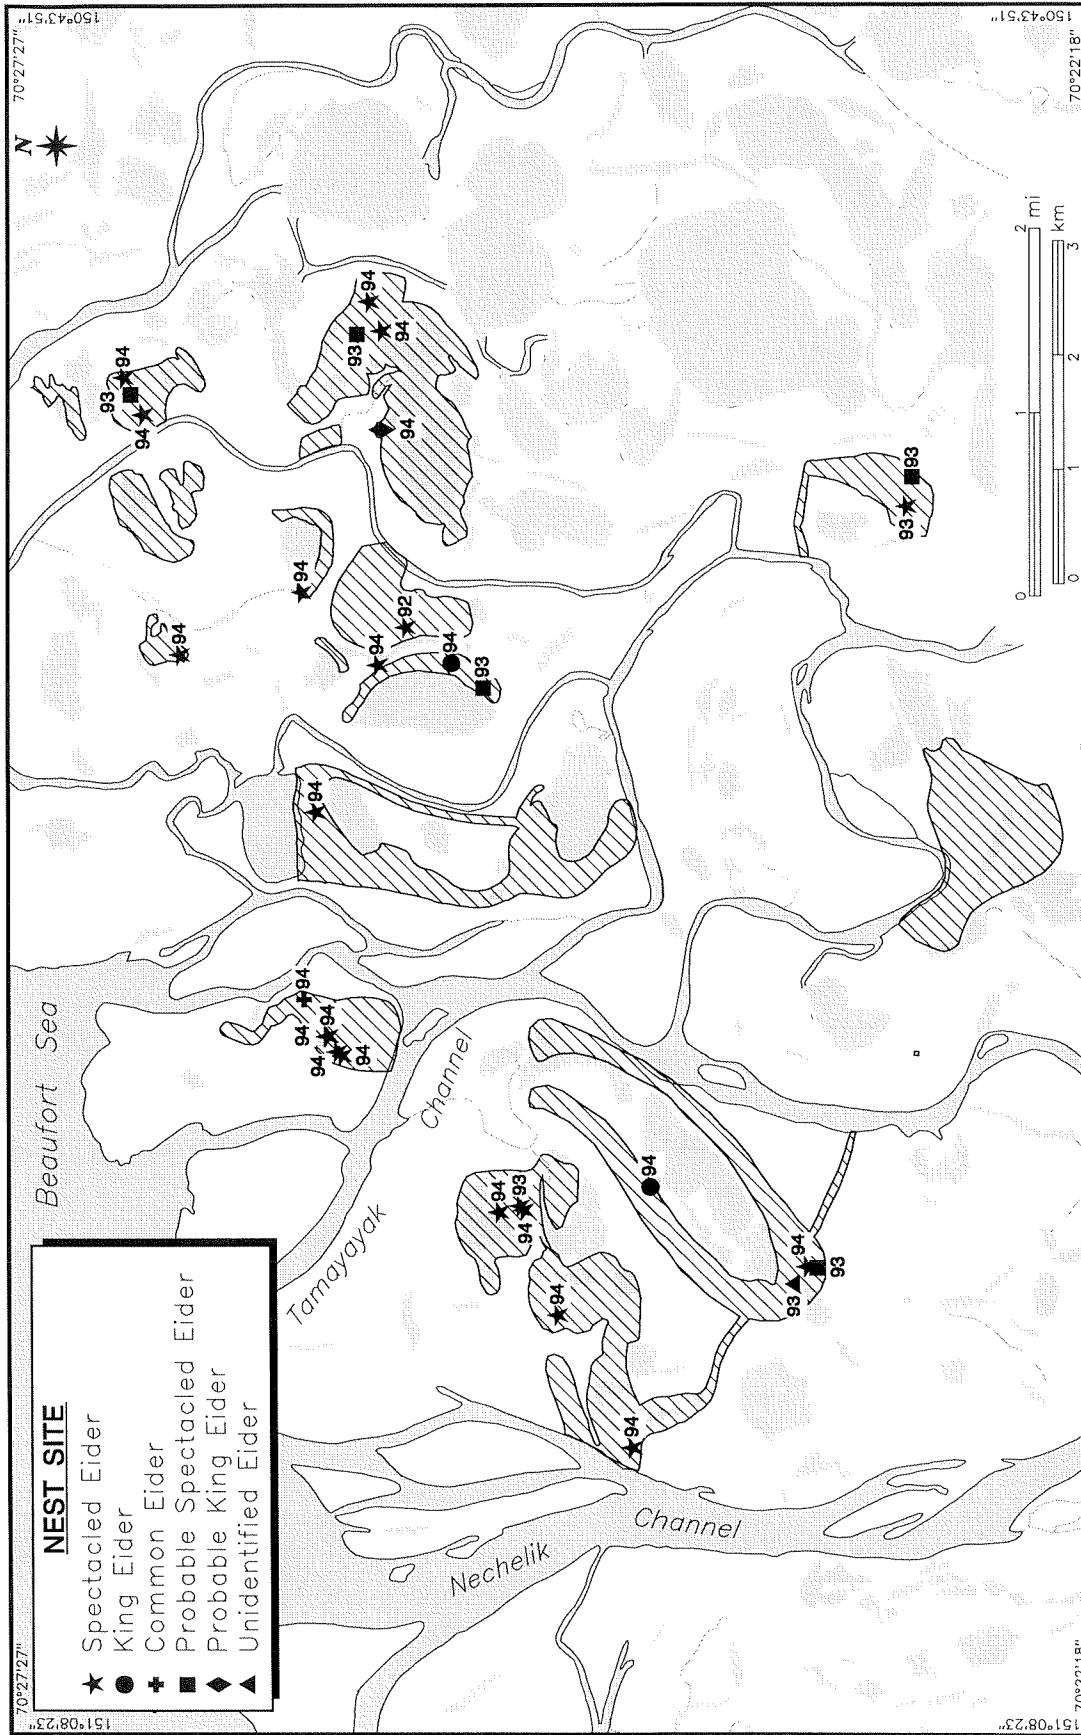 70°27'27"
70°27'27"
151°08'23"
150°43'51"
N
NEST SITE
Spectacled Eider
King Eider
Common Eider
Probable Spectacled Eider
Probable King Eider
Unidentified Eider
Beaufort Sea
Tamayayak
Channel
Nechelik
Channel
93
94
94
94
94
94
94
94
94
94
94
93
94
94
94
94
94
92
94
93
94
93
94
94
94
94
93
94
93
93
93
0 1 2 mi
0 1 2 3 km
151°08'23"
150°43'51"
70°22'18"
70°22'18"